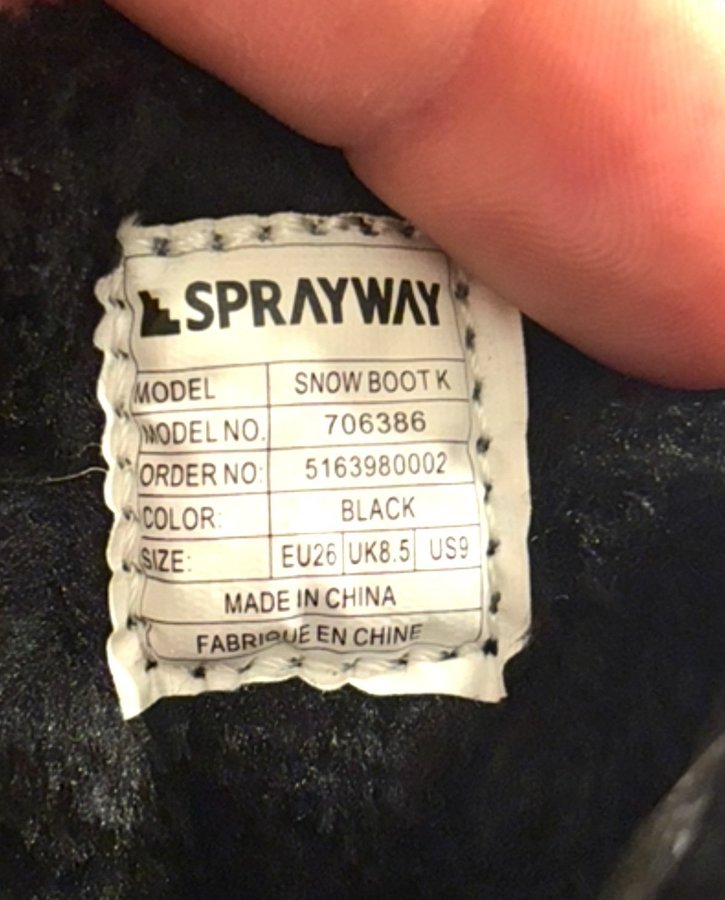 SPRAYWAY
MODEL SNOW BOOT K
MODEL NO. 706386
ORDER NO: 5163980002
COLOR: BLACK
SIZE: EU26 UK8.5 US9
MADE IN CHINA
FABRIQUE EN CHINE